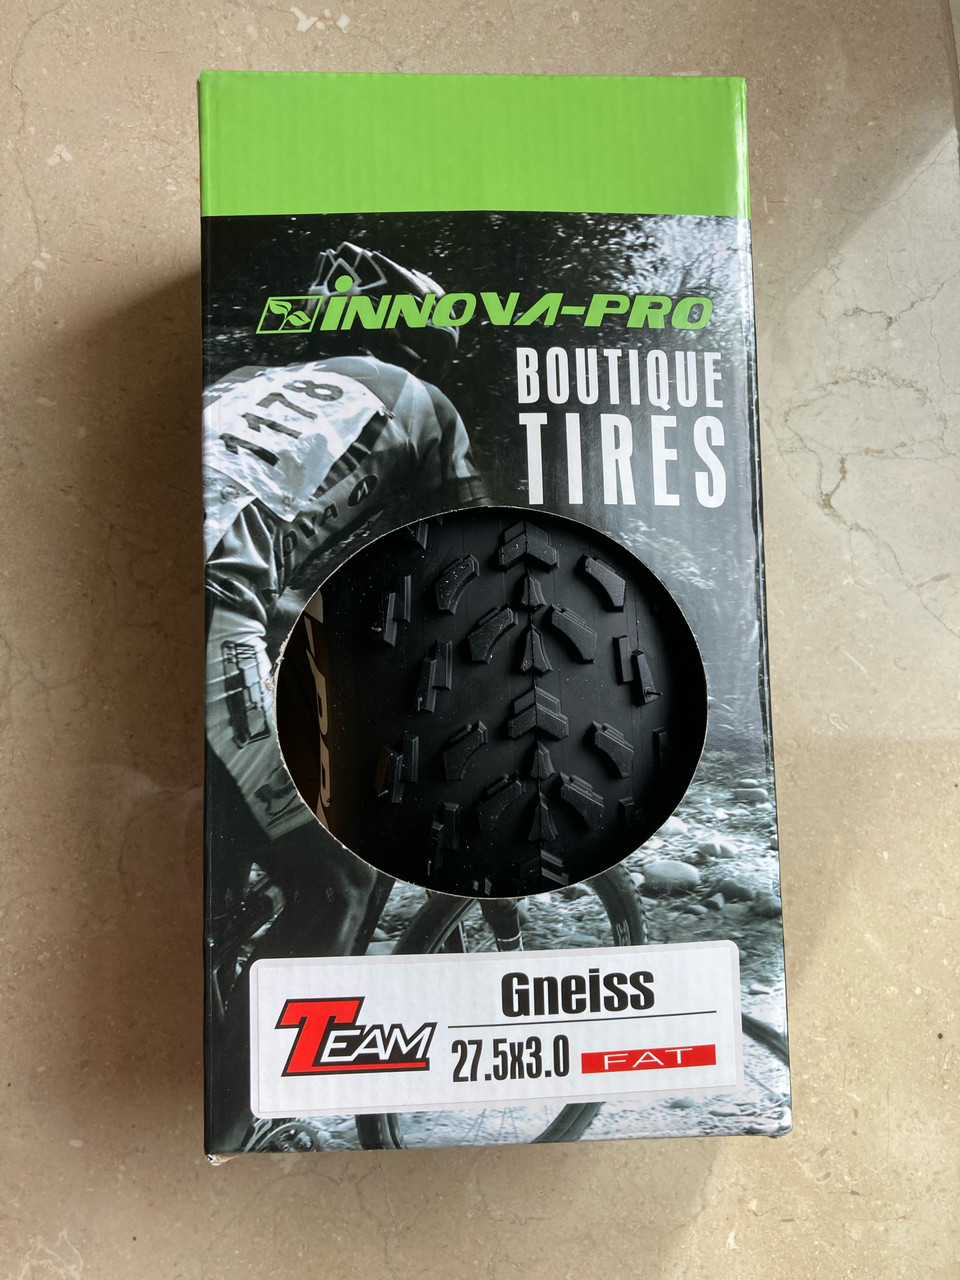 iNNOVA-PRO
BOUTIQUE
TIRES
1178
Gneiss
TEAM
27.5x3.0 FAT